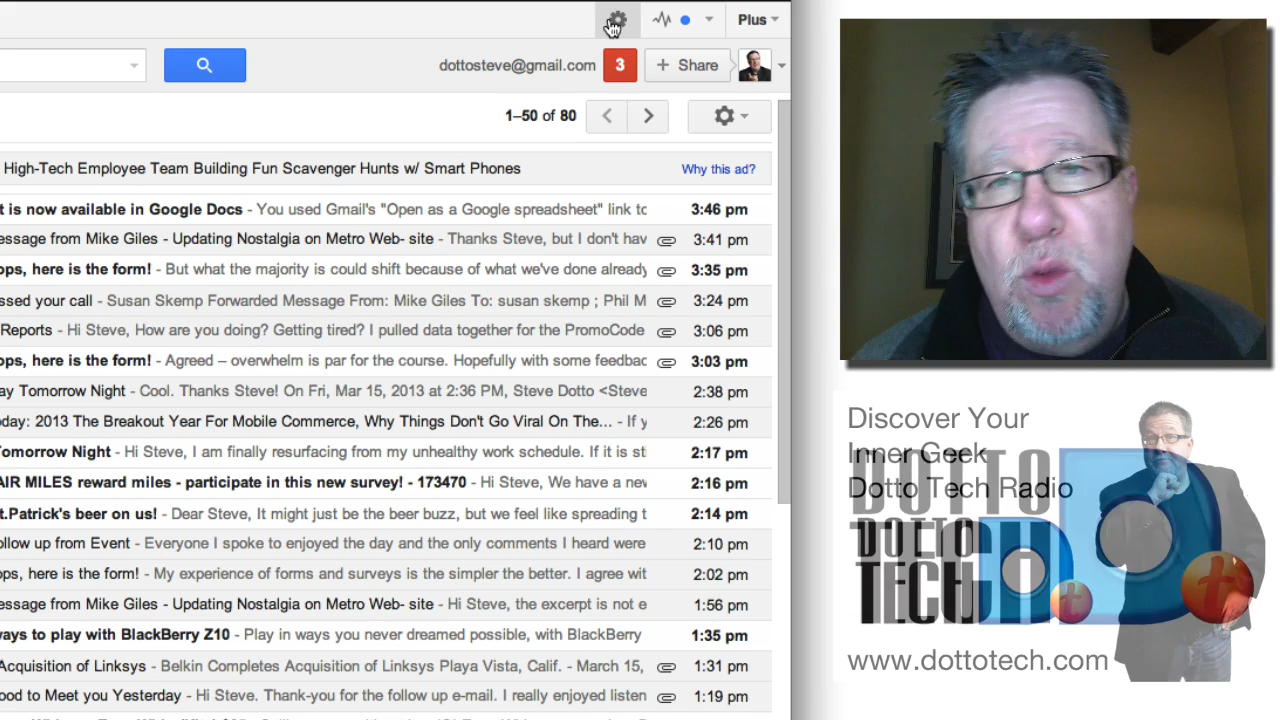 Plus
dottosteve@gmail.com 3 + Share
1–50 of 80
High-Tech Employee Team Building Fun Scavenger Hunts w/ Smart Phones Why this ad?
t is now available in Google Docs - You used Gmail's "Open as a Google spreadsheet" link to 3:46 pm
essage from Mike Giles - Updating Nostalgia on Metro Web- site - Thanks Steve, but I don't hav 3:41 pm
ops, here is the form! - But what the majority is could shift because of what we've done already 3:35 pm
ssed your call - Susan Skemp Forwarded Message From: Mike Giles To: susan skemp ; Phil M 3:24 pm
Reports - Hi Steve, How are you doing? Getting tired? I pulled data together for the PromoCode 3:06 pm
ops, here is the form! - Agreed – overwhelm is par for the course. Hopefully with some feedbac 3:03 pm
ay Tomorrow Night - Cool. Thanks Steve! On Fri, Mar 15, 2013 at 2:36 PM, Steve Dotto <Steve 2:38 pm
oday: 2013 The Breakout Year For Mobile Commerce, Why Things Don't Go Viral On The... - If y 2:26 pm
Tomorrow Night - Hi Steve, I am finally resurfacing from my unhealthy work schedule. If it is sti 2:17 pm
AIR MILES reward miles - participate in this new survey! - 173470 - Hi Steve, We have a new 2:16 pm
t.Patrick's beer on us! - Dear Steve, It might just be the beer buzz, but we feel like spreading t 2:14 pm
ollow up from Event - Everyone I spoke to enjoyed the day and the only comments I heard were 2:10 pm
ops, here is the form! - My experience of forms and surveys is the simpler the better. I agree wit 2:02 pm
essage from Mike Giles - Updating Nostalgia on Metro Web- site - Hi Steve, the excerpt is not e 1:56 pm
ways to play with BlackBerry Z10 - Play in ways you never dreamed possible, with BlackBerry 1:35 pm
Acquisition of Linksys - Belkin Completes Acquisition of Linksys Playa Vista, Calif. - March 15, 1:31 pm
ood to Meet you Yesterday - Hi Steve. Thank-you for the follow up e-mail. I really enjoyed listen 1:19 pm
Discover Your
Inner Geek
Dotto Tech Radio
DOTTO
DOTTO
TECH
www.dottotech.com